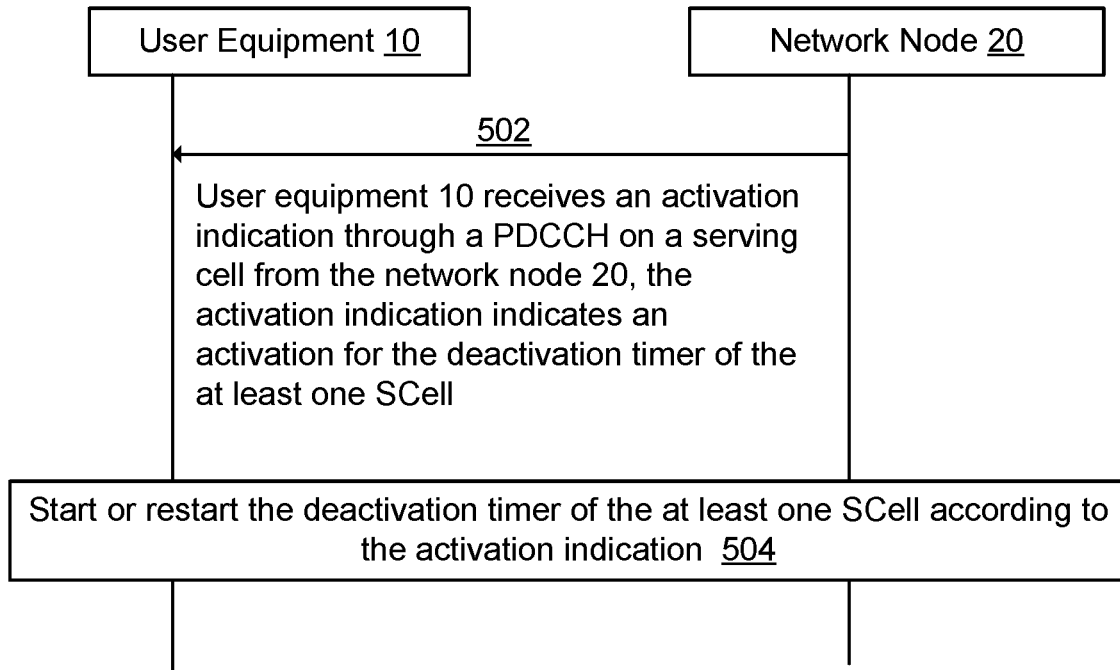 User Equipment 10
Network Node 20
502
User equipment 10 receives an activation
indication through a PDCCH on a serving
cell from the network node 20, the
activation indication indicates an
activation for the deactivation timer of the
at least one SCell
Start or restart the deactivation timer of the at least one SCell according to
the activation indication 504